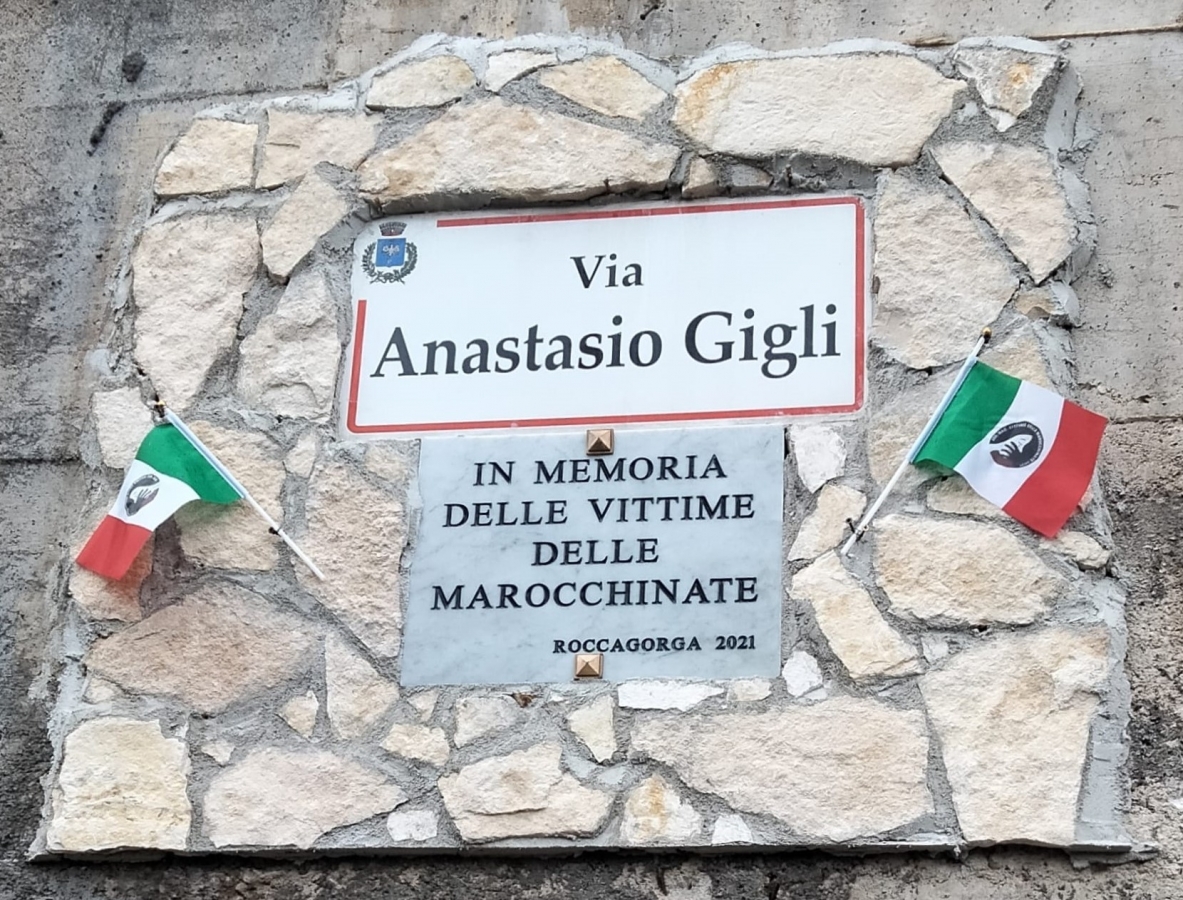 Via
Anastasio Gigli
IN MEMORIA
DELLE VITTIME
DELLE
MAROCCHINATE
ROCCAGORGA 2021